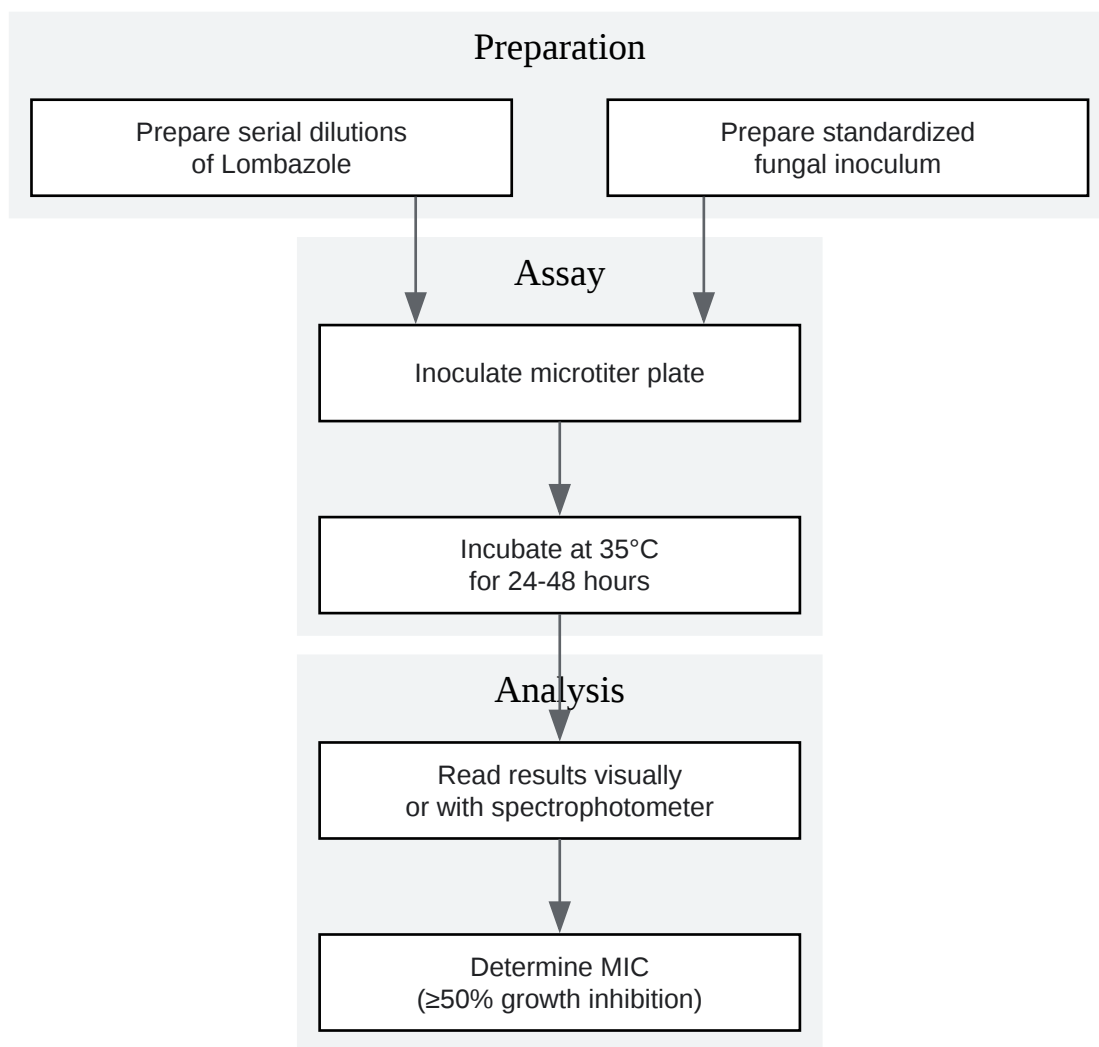 Preparation
Prepare serial dilutions
of Lombazole
Prepare standardized
fungal inoculum
Assay
Inoculate microtiter plate
Incubate at 35°C
for 24-48 hours
Analysis
Read results visually
or with spectrophotometer
Determine MIC
(≥50% growth inhibition)